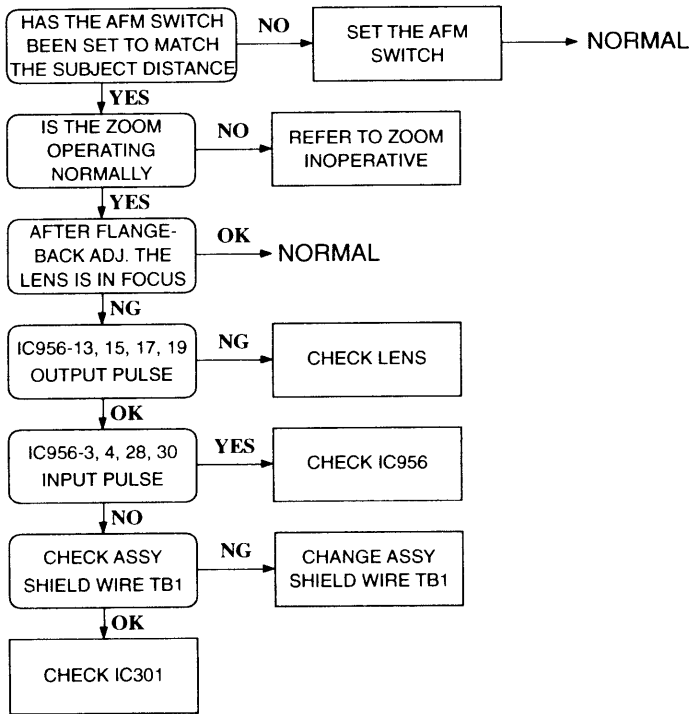 HAS THE AFM SWITCH
BEEN SET TO MATCH
THE SUBJECT DISTANCE
NO
SET THE AFM
SWITCH
NORMAL
YES
IS THE ZOOM
OPERATING
NORMALLY
NO
REFER TO ZOOM
INOPERATIVE
YES
AFTER FLANGE-
BACK ADJ. THE
LENS IS IN FOCUS
OK
NORMAL
NG
IC956-13, 15, 17, 19
OUTPUT PULSE
NG
CHECK LENS
OK
IC956-3, 4, 28, 30
INPUT PULSE
YES
CHECK IC956
NO
CHECK ASSY
SHIELD WIRE TB1
NG
CHANGE ASSY
SHIELD WIRE TB1
OK
CHECK IC301